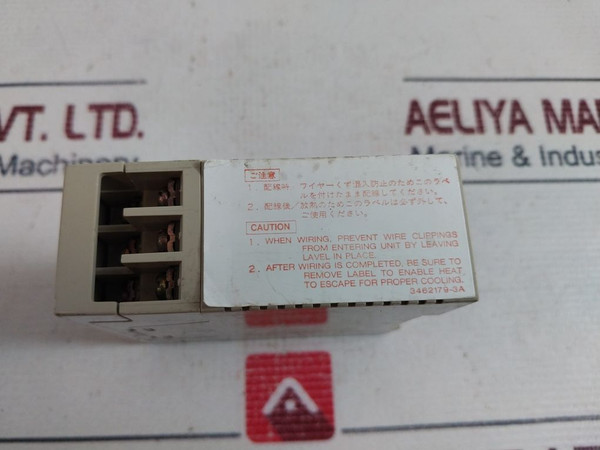 VT. LTD.
Machinery
AELIYA MA
Marine & Indus
ご注意
1. 配線時、ワイヤーくず混入防止のためこのラベ
ルを付けたまま配線してください。
2. 配線後、放熱のためこのラベルは必ず外して、
ご使用ください。
CAUTION
1. WHEN WIRING, PREVENT WIRE CLIPPINGS
FROM ENTERING UNIT BY LEAVING
LAVEL IN PLACE.
2. AFTER WIRING IS COMPLETED, BE SURE TO
REMOVE LABEL TO ENABLE HEAT,
TO ESCAPE FOR PROPER COOLING.
3462179-3A